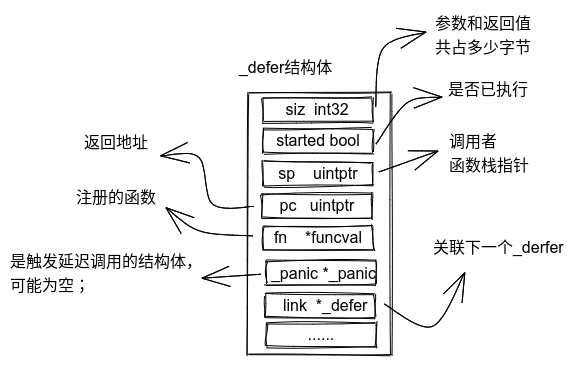 参数和返回值
共占多少字节
_defer结构体
siz int32
是否已执行
started bool
返回地址
调用者
函数栈指针
sp uintptr
注册的函数
pc uintptr
fn *funcval
关联下一个_derfer
是触发延迟调用的结构体，
可能为空；
_panic *_panic
link *_defer
......